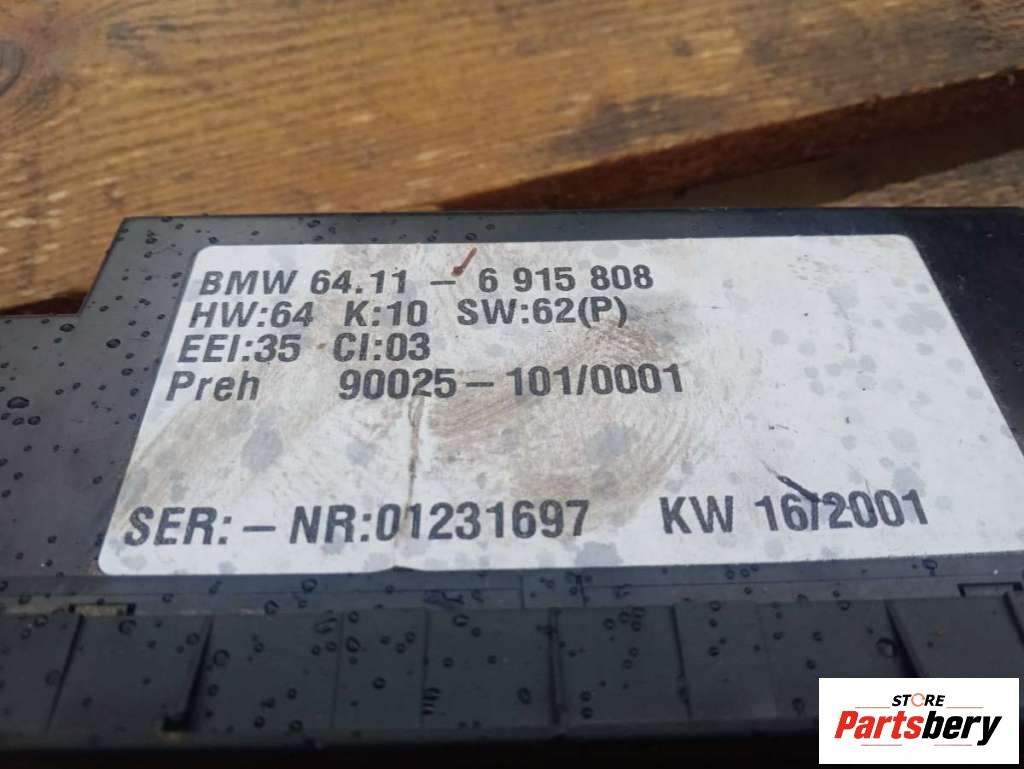 BMW 64.11 - 6 915 808
HW:64 K:10 SW:62(P)
EEI:35 CI:03
Preh 90025-101/0001
SER:-NR:01231697 KW 16/2001
STORE
Partsbery